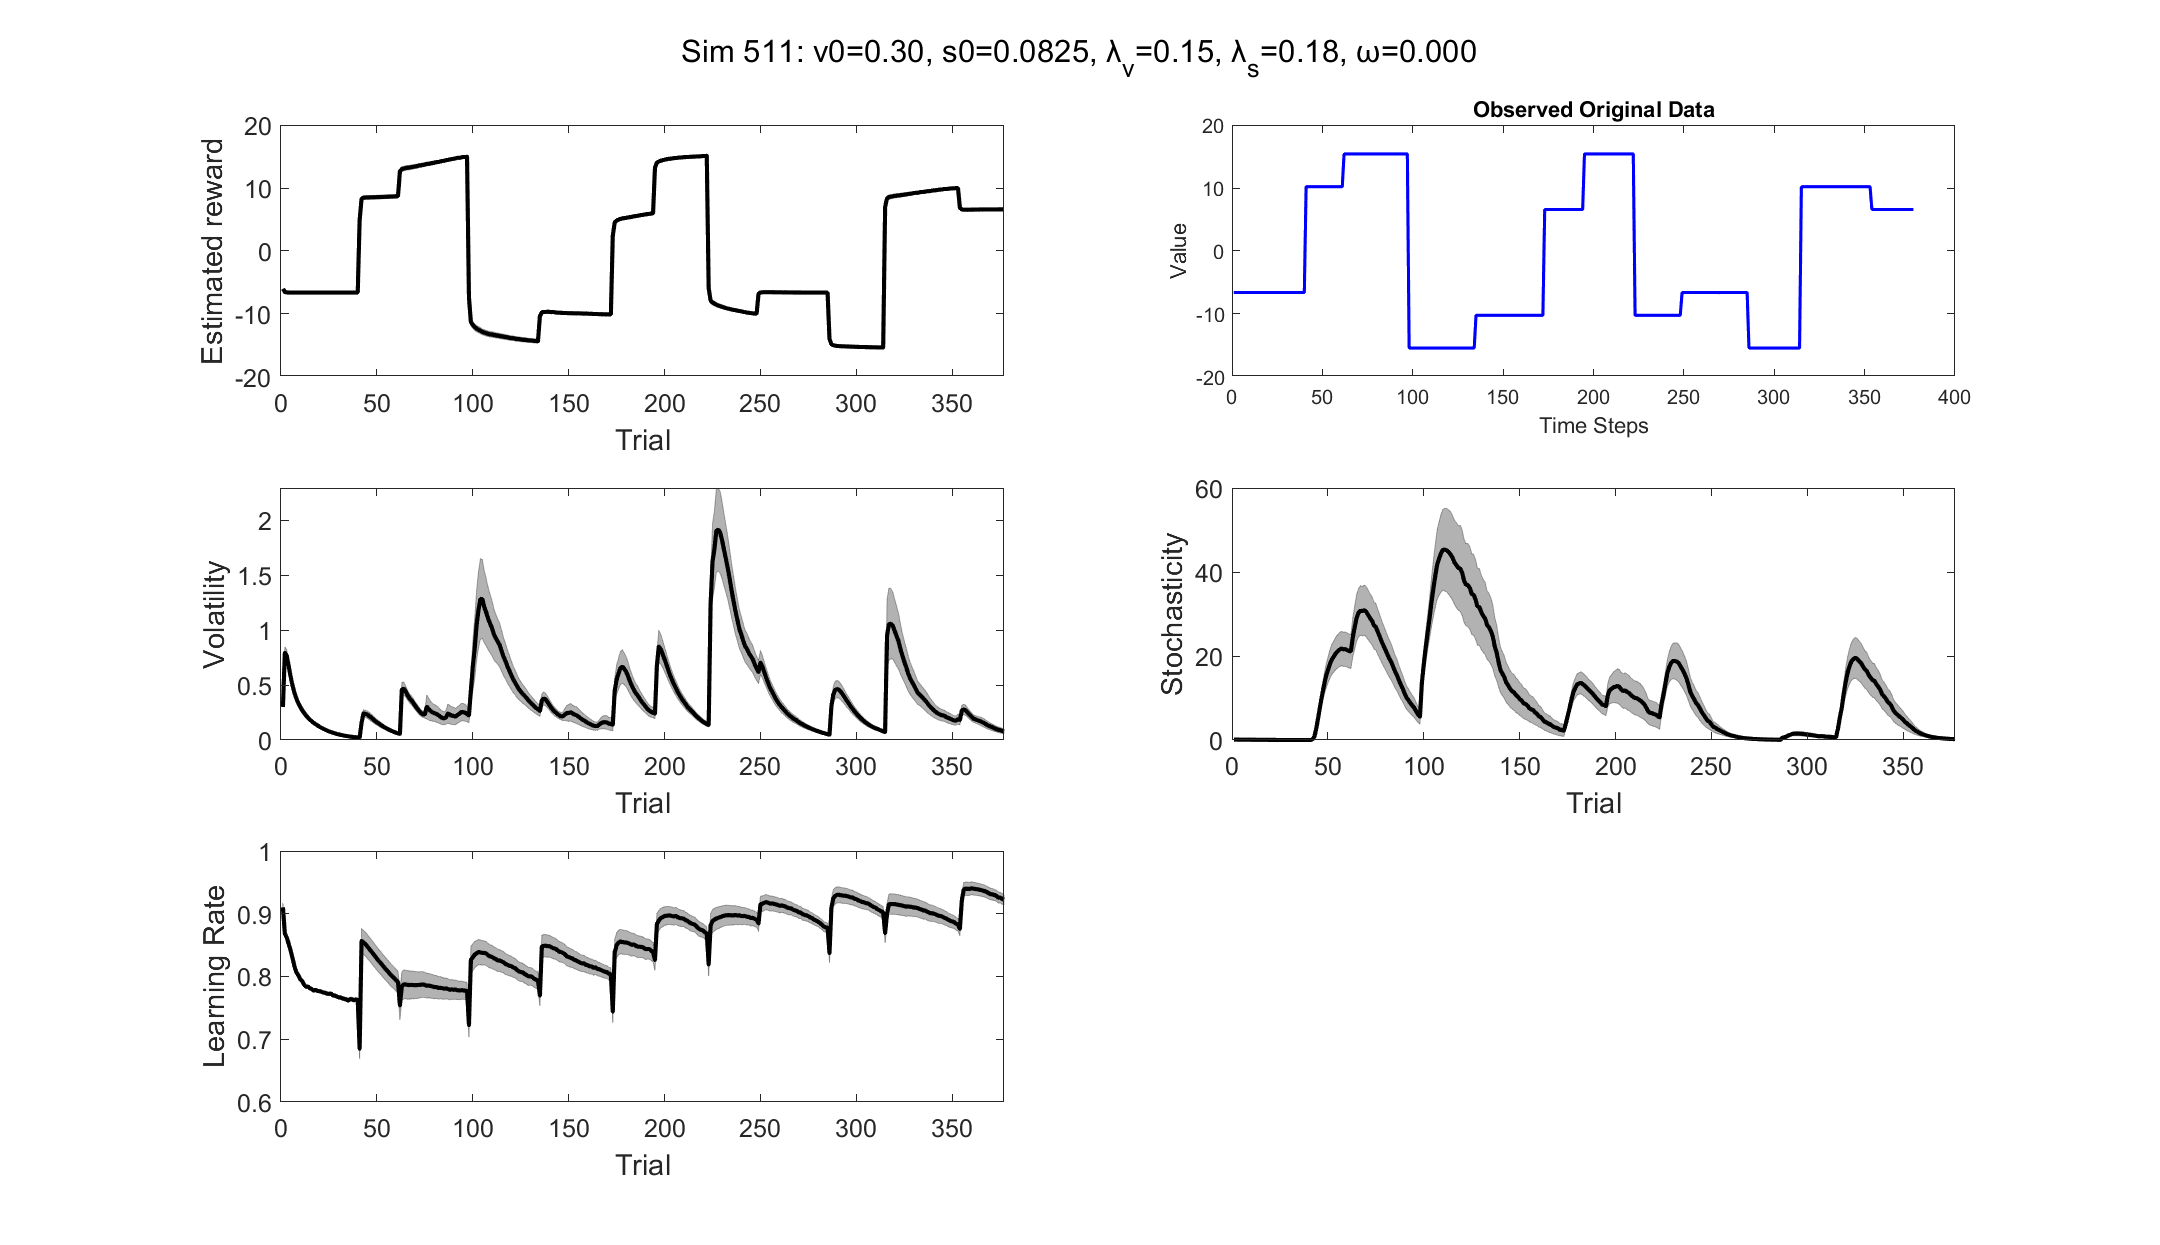 Sim 511: v0=0.30, s0=0.0825, λv=0.15, λs=0.18, ω=0.000
Estimated reward
20
10
0
-10
-20
0 50 100 150 200 250 300 350
Trial
Observed Original Data
Value
20
10
0
-10
-20
0 50 100 150 200 250 300 350 400
Time Steps
Volatility
2
1.5
1
0.5
0
0 50 100 150 200 250 300 350
Trial
Stochasticity
60
40
20
0
0 50 100 150 200 250 300 350
Trial
Learning Rate
1
0.9
0.8
0.7
0.6
0 50 100 150 200 250 300 350
Trial